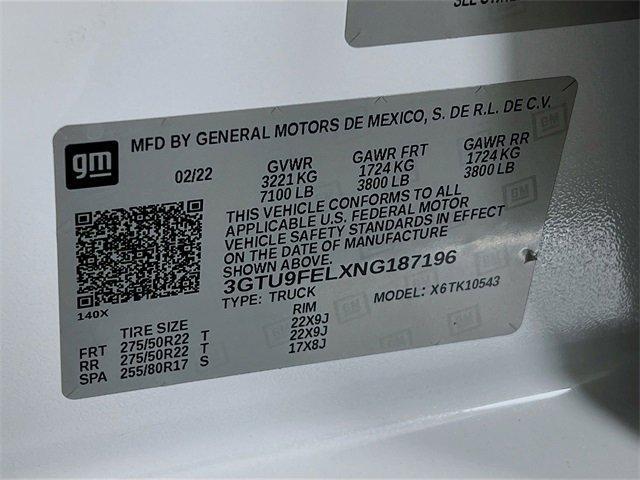 gm
MFD BY GENERAL MOTORS DE MEXICO, S. DE R.L. DE C.V.
02/22
GVWR GAWR FRT GAWR RR
3221 KG 1724 KG 1724 KG
7100 LB 3800 LB 3800 LB
THIS VEHICLE CONFORMS TO ALL
APPLICABLE U.S. FEDERAL MOTOR
VEHICLE SAFETY STANDARDS IN EFFECT
ON THE DATE OF MANUFACTURE
SHOWN ABOVE.
3GTU9FELXNG187196
TYPE: TRUCK MODEL: X6TK10543
140X
TIRE SIZE RIM
FRT 275/50R22 T 22X9J
RR 275/50R22 T 22X9J
SPA 255/80R17 S 17X8J